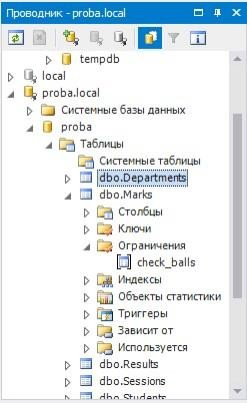 Проводник - proba.local
tempdb
local
proba.local
Системные базы данных
proba
Таблицы
Системные таблицы
dbo.Departments
dbo.Marks
Столбцы
Ключи
Ограничения
check_balls
Индексы
Объекты статистики
Триггеры
Зависит от
Используется
dbo.Results
dbo.Sessions
dbo.Students